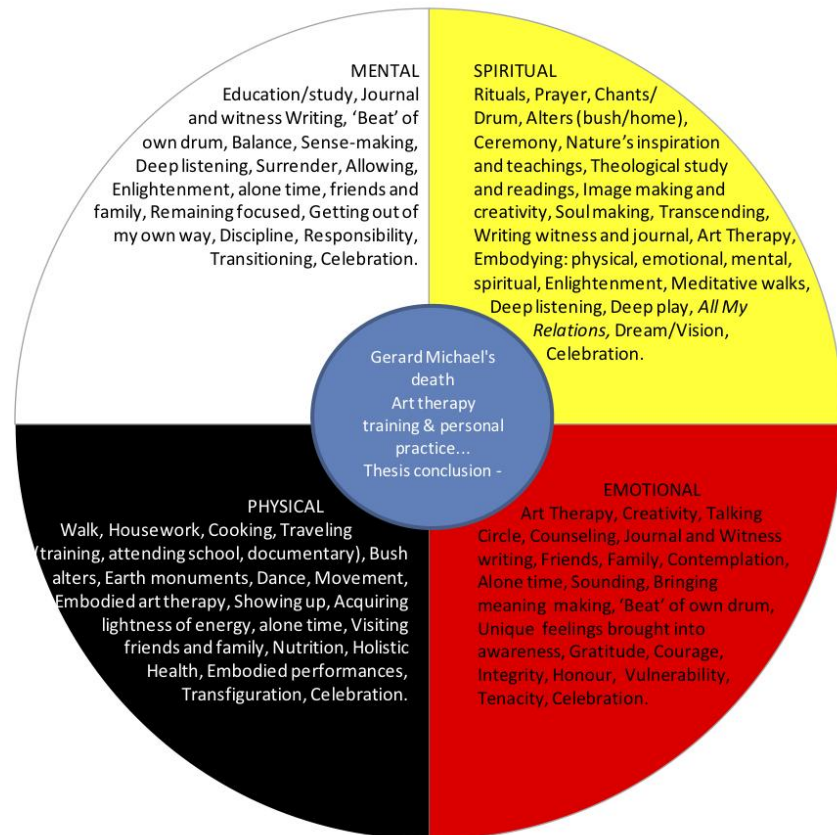 MENTAL
Education/study, Journal
and witness Writing, ‘Beat’ of
own drum, Balance, Sense-making,
Deep listening, Surrender, Allowing,
Enlightenment, alone time, friends and
family, Remaining focused, Getting out of
my own way, Discipline, Responsibility,
Transitioning, Celebration.
SPIRITUAL
Rituals, Prayer, Chants/
Drum, Alters (bush/home),
Ceremony, Nature’s inspiration
and teachings, Theological study
and readings, Image making and
creativity, Soul making, Transcending,
Writing witness and journal, Art Therapy,
Embodying: physical, emotional, mental,
spiritual, Enlightenment, Meditative walks,
Deep listening, Deep play, All My
Relations, Dream/Vision,
Celebration.
Gerard Michael's
death
Art therapy
training & personal
practice...
Thesis conclusion -
PHYSICAL
Walk, Housework, Cooking, Traveling
(training, attending school, documentary), Bush
alters, Earth monuments, Dance, Movement,
Embodied art therapy, Showing up, Acquiring
lightness of energy, alone time, Visiting
friends and family, Nutrition, Holistic
Health, Embodied performances,
Transfiguration, Celebration.
EMOTIONAL
Art Therapy, Creativity, Talking
Circle, Counseling, Journal and Witness
writing, Friends, Family, Contemplation,
Alone time, Sounding, Bringing
meaning making, ‘Beat’ of own drum,
Unique feelings brought into
awareness, Gratitude, Courage,
Integrity, Honour, Vulnerability,
Tenacity, Celebration.